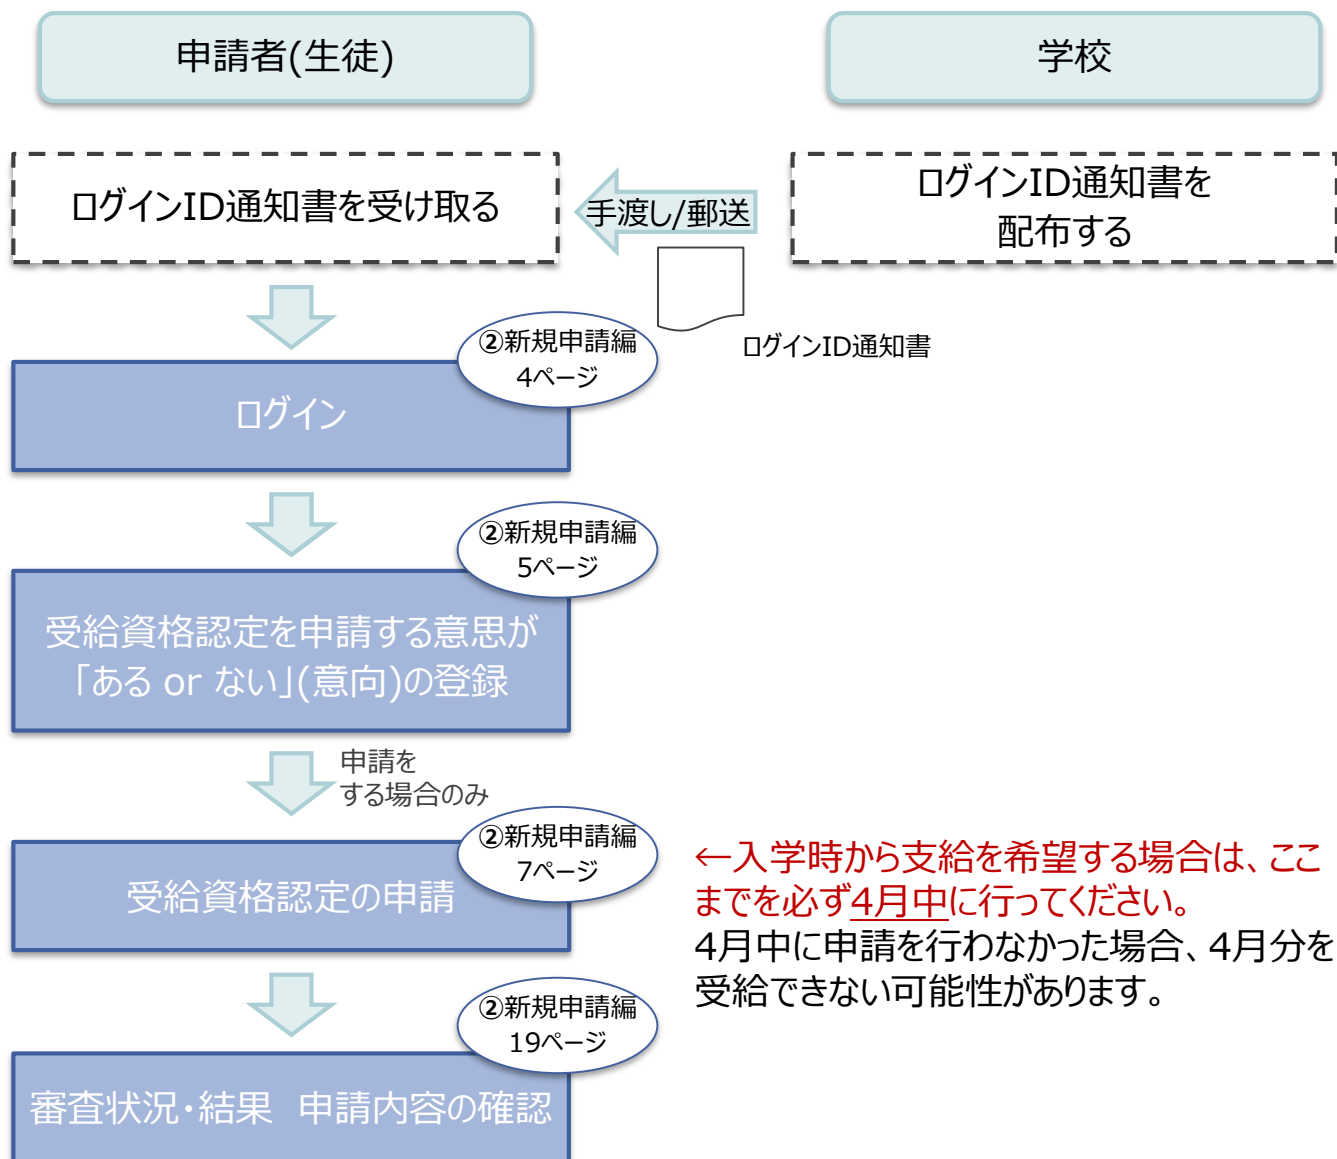 申請者(生徒)
学校
ログインID通知書を受け取る
手渡し/郵送
ログインID通知書を
配布する
ログインID通知書
②新規申請編
4ページ
ログイン
②新規申請編
5ページ
受給資格認定を申請する意思が
「ある or ない」(意向)の登録
申請を
する場合のみ
②新規申請編
7ページ
受給資格認定の申請
←入学時から支給を希望する場合は、ここ
までを必ず4月中に行ってください。
4月中に申請を行わなかった場合、4月分を
受給できない可能性があります。
②新規申請編
19ページ
審査状況・結果　申請内容の確認